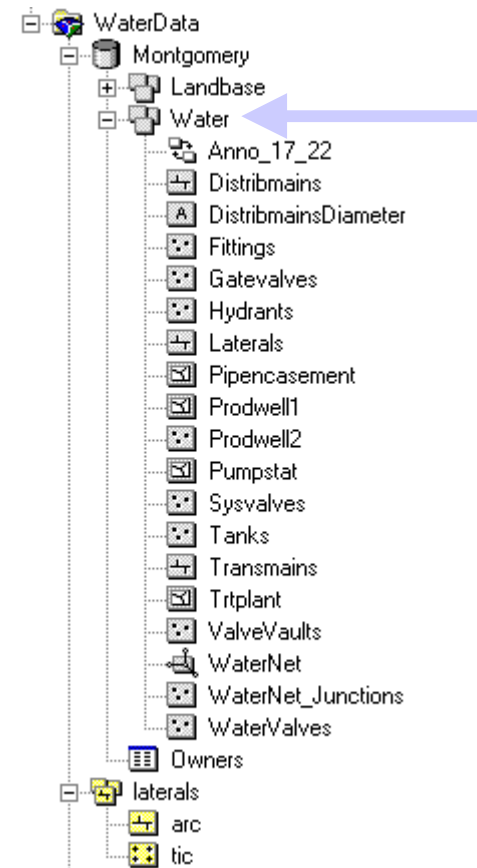 WaterData
Montgomery
Landbase
Water
Anno_17_22
Distribmains
DistribmainsDiameter
Fittings
Gatevalves
Hydrants
Laterals
Pipencasement
Prodwell1
Prodwell2
Pumpstat
Sysvalves
Tanks
Transmains
Trtplant
ValveVaults
WaterNet
WaterNet_Junctions
WaterValves
Owners
laterals
arc
tic